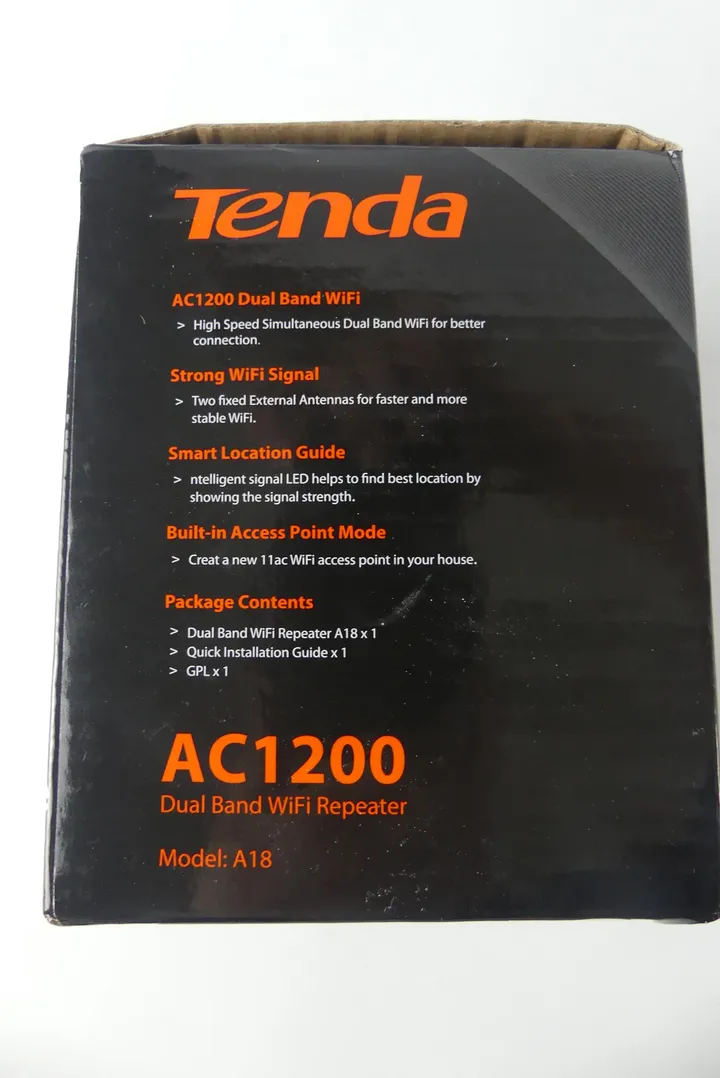 Tenda
AC1200 Dual Band WiFi
> High Speed Simultaneous Dual Band WiFi for better
connection.
Strong WiFi Signal
> Two fixed External Antennas for faster and more
stable WiFi.
Smart Location Guide
> ntelligent signal LED helps to find best location by
showing the signal strength.
Built-in Access Point Mode
> Creat a new 11ac WiFi access point in your house.
Package Contents
> Dual Band WiFi Repeater A18 x 1
> Quick Installation Guide x 1
> GPL x 1
AC1200
Dual Band WiFi Repeater
Model: A18